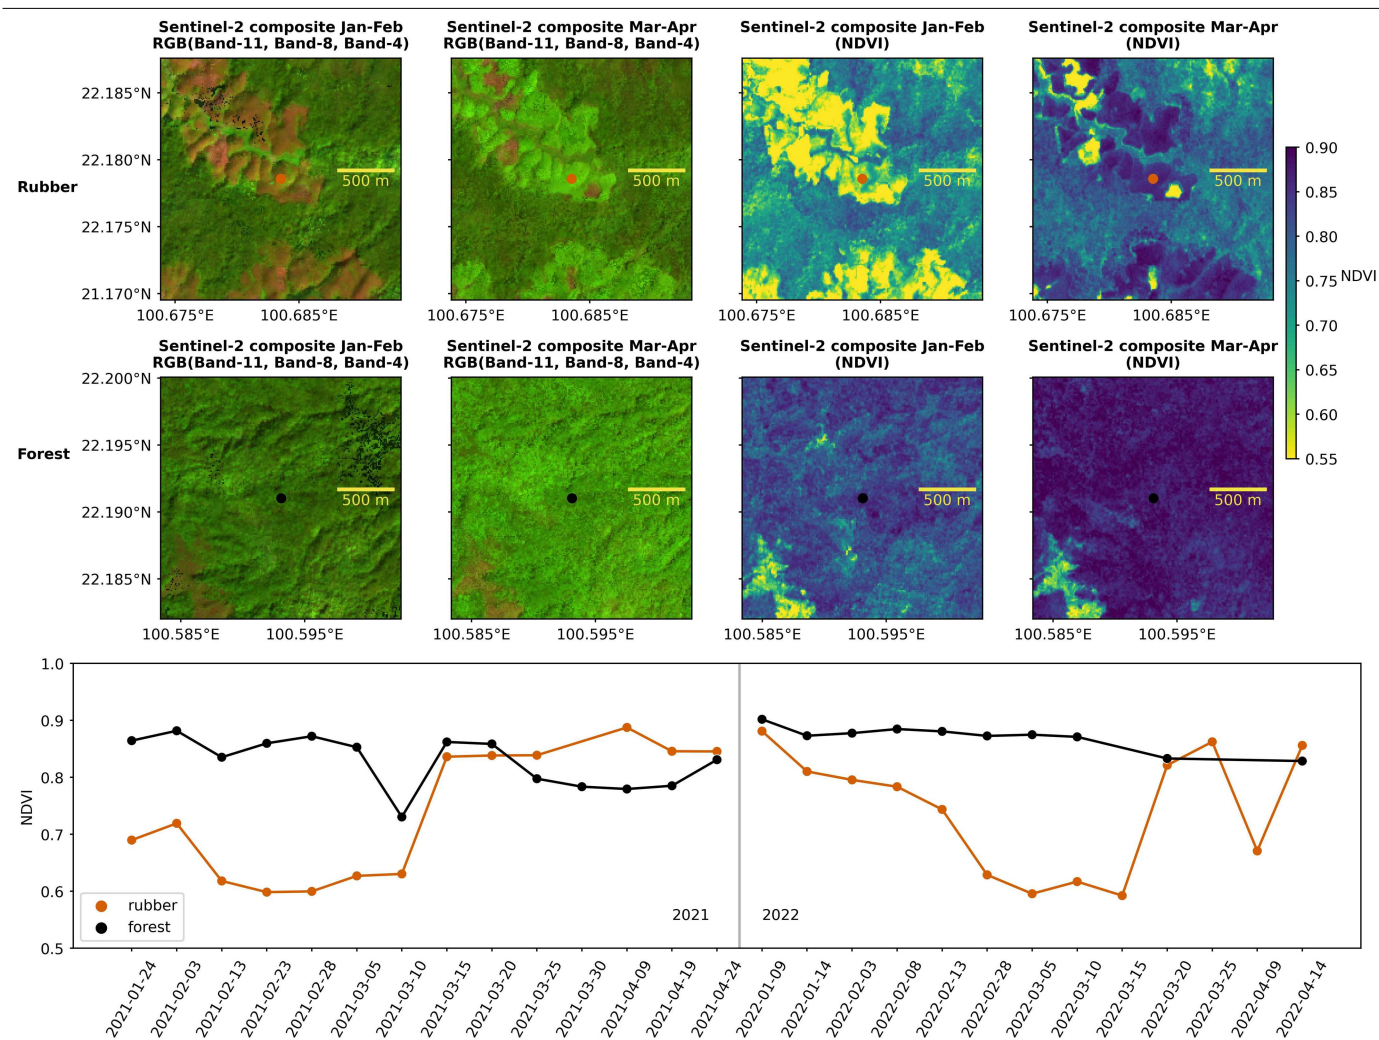 Sentinel-2 composite Jan-Feb
RGB(Band-11, Band-8, Band-4)
Sentinel-2 composite Mar-Apr
RGB(Band-11, Band-8, Band-4)
Sentinel-2 composite Jan-Feb
(NDVI)
Sentinel-2 composite Mar-Apr
(NDVI)
Rubber
22.185°N
22.180°N
22.175°N
21.170°N
500 m
500 m
500 m
500 m
100.675°E
100.685°E
100.675°E
100.685°E
100.675°E
100.685°E
100.675°E
100.685°E
0.90
0.85
0.80
0.75
0.70
0.65
0.60
0.55
NDVI
Sentinel-2 composite Jan-Feb
RGB(Band-11, Band-8, Band-4)
Sentinel-2 composite Mar-Apr
RGB(Band-11, Band-8, Band-4)
Sentinel-2 composite Jan-Feb
(NDVI)
Sentinel-2 composite Mar-Apr
(NDVI)
Forest
22.200°N
22.195°N
22.190°N
22.185°N
500 m
500 m
500 m
500 m
100.585°E
100.595°E
100.585°E
100.595°E
100.585°E
100.595°E
100.585°E
100.595°E
NDVI
1.0
0.9
0.8
0.7
0.6
0.5
rubber
forest
2021
2022
2021-01-24
2021-02-03
2021-02-13
2021-02-23
2021-02-28
2021-03-05
2021-03-10
2021-03-15
2021-03-20
2021-03-25
2021-03-30
2021-04-09
2021-04-19
2021-04-24
2022-01-09
2022-01-14
2022-02-03
2022-02-08
2022-02-13
2022-02-28
2022-03-05
2022-03-10
2022-03-15
2022-03-20
2022-03-25
2022-04-09
2022-04-14